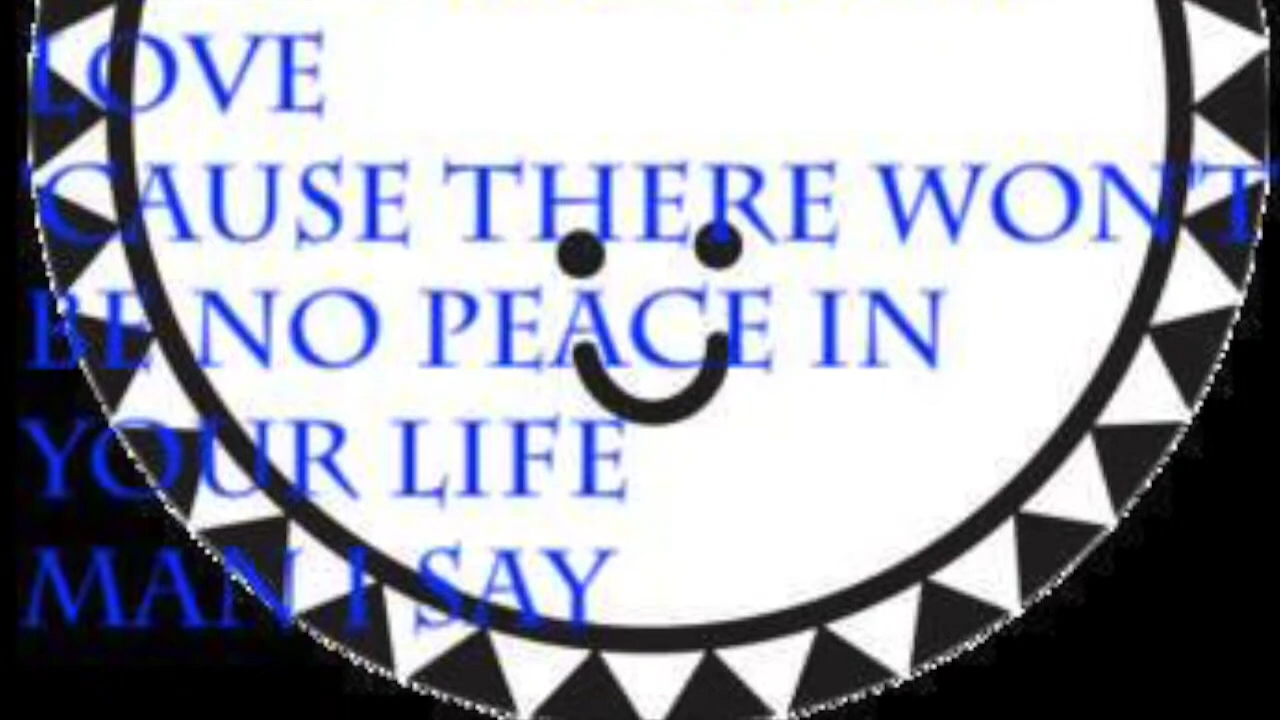 LOVE
'CAUSE THERE WON'T
BE NO PEACE IN
YOUR LIFE
MAN I SAY